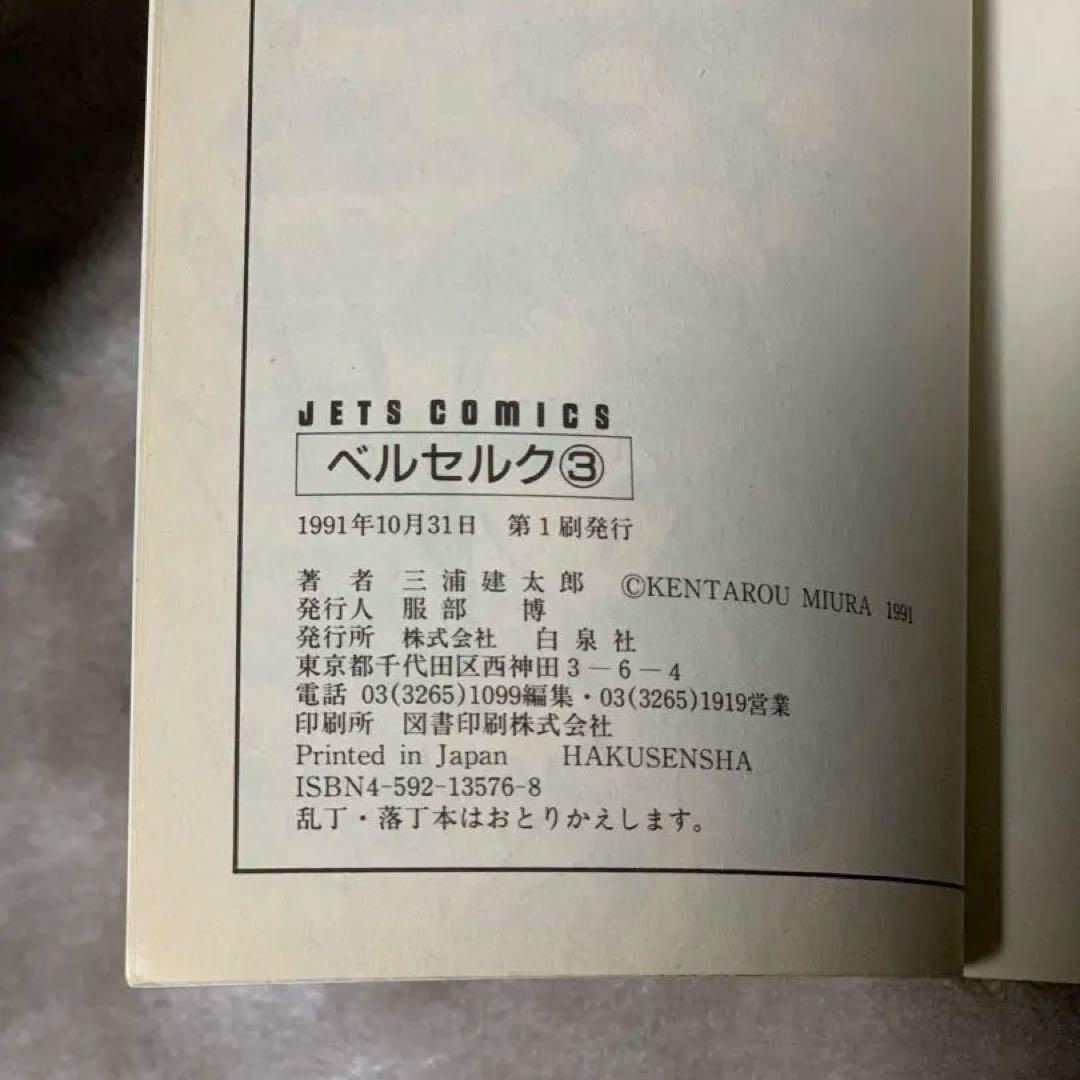 JETS COMICS
ベルセルク③
1991年10月31日 第1刷発行
著者 三浦建太郎 ©KENTAROU MIURA 1991
発行人 服部 博
発行所 株式会社 白泉社
東京都千代田区西神田3－6－4
電話 03(3265)1099編集・03(3265)1919営業
印刷所 図書印刷株式会社
Printed in Japan HAKUSENSHA
ISBN4-592-13576-8
乱丁・落丁本はおとりかえします。